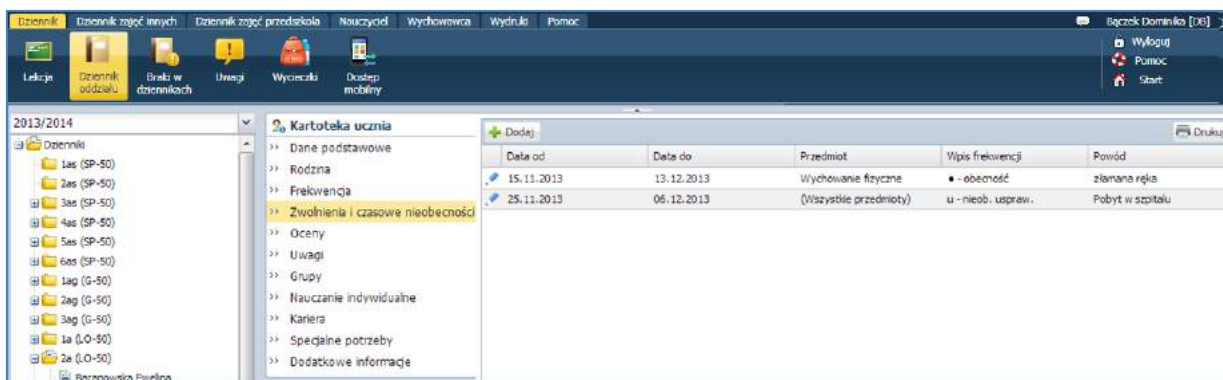 Dziennik Dziennik zajęć innych Dziennik zajęć przedszkola Nauczyciel Wychowawca Wydruki Pomoc Bączek Dominika [DB]
Wyloguj
Pomoc
Start
Lekcja Dziennik oddziału Braki w dziennikach Uwagi Wycieczki Dostęp mobilny
2013/2014
Dzienniki
1as (SP-50)
2as (SP-50)
3as (SP-50)
4as (SP-50)
5as (SP-50)
6as (SP-50)
1ag (G-50)
2ag (G-50)
3ag (G-50)
1a (LO-50)
2a (LO-50)
Baranowska Ewelina
Kartoteka ucznia
Dane podstawowe
Rodzina
Frekwencja
Zwolnienia i czasowe nieobecności
Oceny
Uwagi
Grupy
Nauczanie indywidualne
Kariera
Specjalne potrzeby
Dodatkowe informacje
Dodaj Drukuj
Data od Data do Przedmiot Wpis frekwencji Powód
15.11.2013 13.12.2013 Wychowanie fizyczne ● - obecność złamana ręka
25.11.2013 06.12.2013 (Wszystkie przedmioty) u - nieob. uspraw. Pobyt w szpitalu